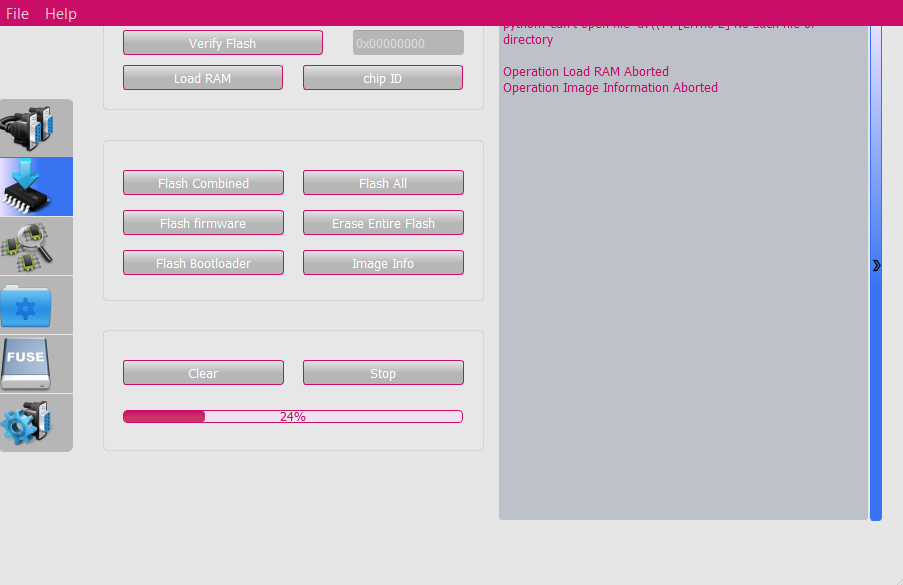 File Help
Verify Flash
0x00000000
Load RAM
chip ID
Flash Combined
Flash All
Flash firmware
Erase Entire Flash
Flash Bootloader
Image Info
FUSE
Clear
Stop
24%
python: can't open file
No such file or
directory
Operation Load RAM Aborted
Operation Image Information Aborted